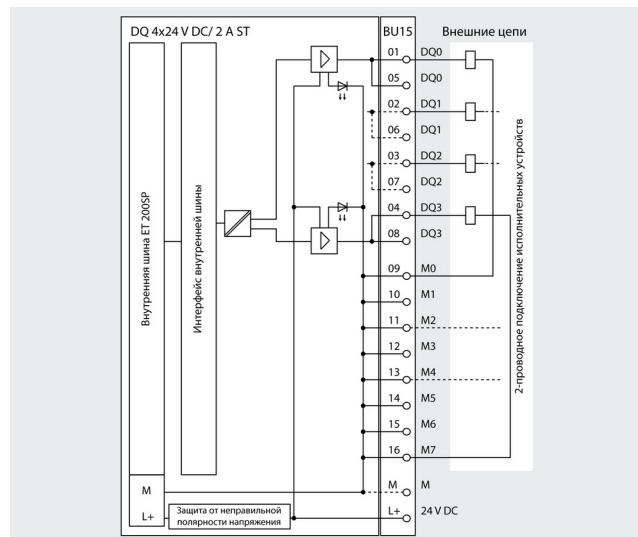 DQ 4x24 V DC/ 2 A ST
BU15
Внешние цепи
01 DQ0
05 DQ0
02 DQ1
06 DQ1
03 DQ2
07 DQ2
04 DQ3
08 DQ3
09 M0
10 M1
11 M2
12 M3
13 M4
14 M5
15 M6
16 M7
M M
L+ 24 V DC
Внутренняя шина ET 200SP
Интерфейс внутренней шины
2-проводное подключение исполнительных устройств
M
L+
Защита от неправильной
полярности напряжения